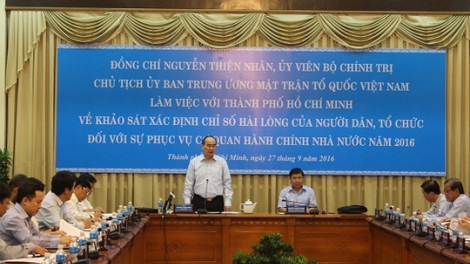 ĐỒNG CHÍ NGUYỄN THIỆN NHÂN, ỦY VIÊN BỘ CHÍNH TRỊ
CHỦ TỊCH ỦY BAN TRUNG ƯƠNG MẶT TRẬN TỔ QUỐC VIỆT NAM
LÀM VIỆC VỚI THÀNH PHỐ HỒ CHÍ MINH
VỀ KHẢO SÁT XÁC ĐỊNH CHỈ SỐ HÀI LÒNG CỦA NGƯỜI DÂN, TỔ CHỨC
ĐỐI VỚI SỰ PHỤC VỤ QUAN HÀNH CHÍNH NHÀ NƯỚC NĂM 2016
Thành Minh, ngày 27 tháng 9 năm 2016